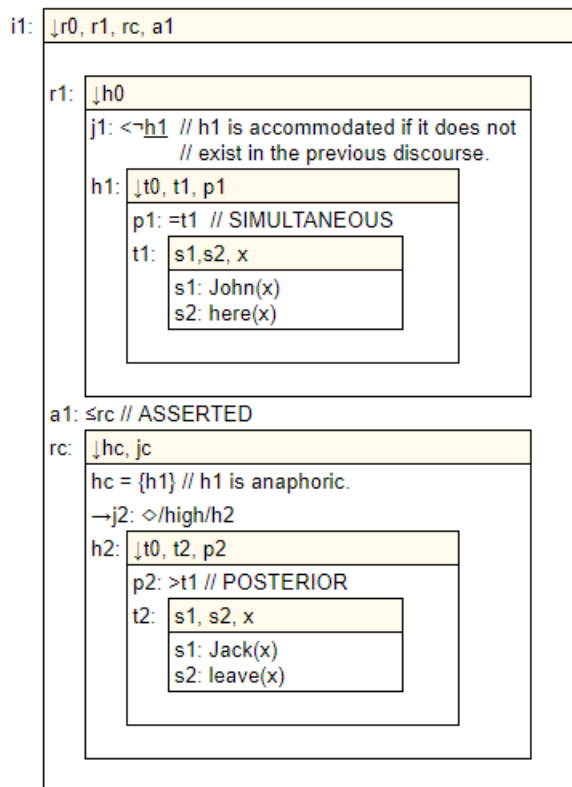 i1: ↓r0, r1, rc, a1
r1: ↓h0
j1: <¬h1 // h1 is accommodated if it does not
// exist in the previous discourse.
h1: ↓t0, t1, p1
p1: =t1 // SIMULTANEOUS
t1: s1,s2, x
s1: John(x)
s2: here(x)
a1: ≤rc // ASSERTED
rc: ↓hc, jc
hc = {h1} // h1 is anaphoric.
→j2: ◇/high/h2
h2: ↓t0, t2, p2
p2: >t1 // POSTERIOR
t2: s1, s2, x
s1: Jack(x)
s2: leave(x)